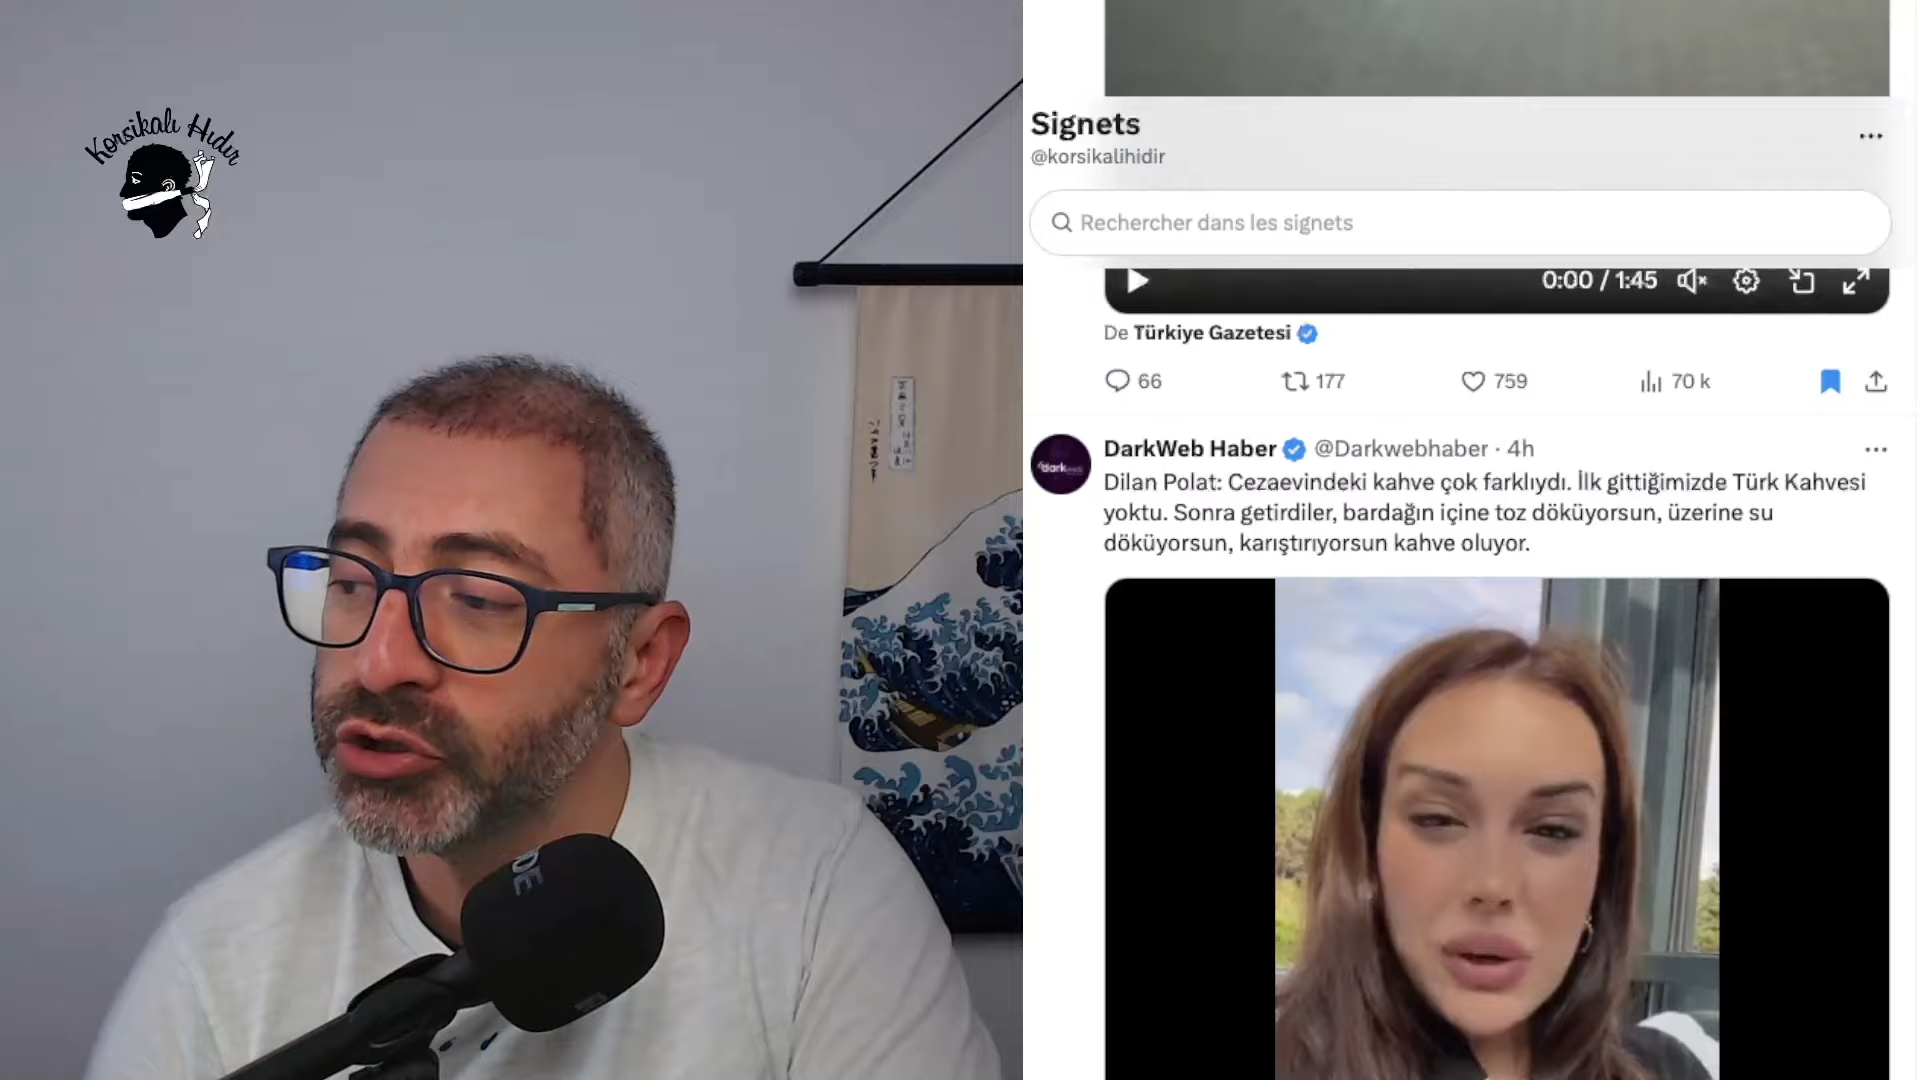 Korsikalı Hıdır
Signets
@korsikalihidir
Rechercher dans les signets
0:00 / 1:45
De Türkiye Gazetesi
66 177 759 70 k
DarkWeb Haber @Darkwebhaber · 4h
Dilan Polat: Cezaevindeki kahve çok farklıydı. İlk gittiğimizde Türk Kahvesi
yoktu. Sonra getirdiler, bardağın içine toz döküyorsun, üzerine su
döküyorsun, karıştırıyorsun kahve oluyor.
dark